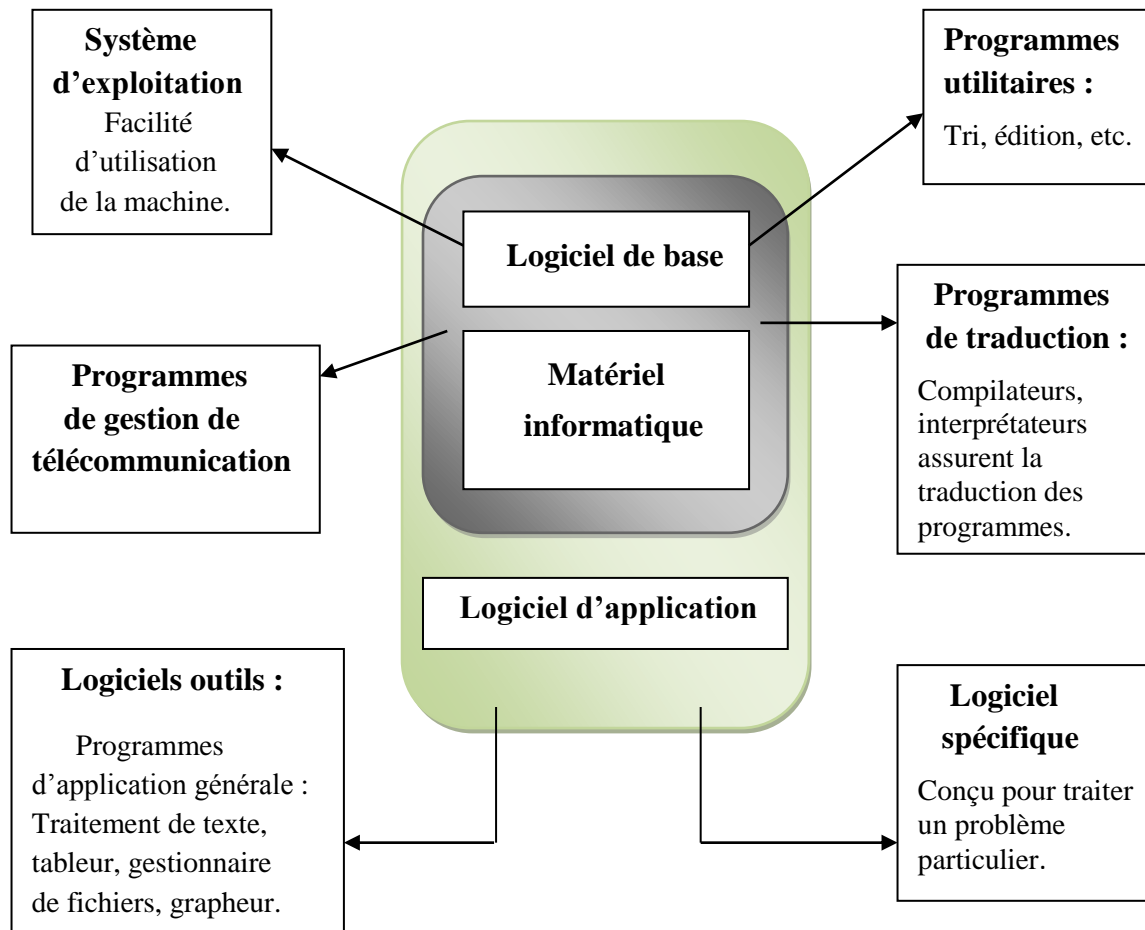 Système
d’exploitation
Facilité
d’utilisation
de la machine.
Programmes
utilitaires :
Tri, édition, etc.
Logiciel de base
Programmes
de traduction :
Compilateurs,
interprétateurs
assurent la
traduction des
programmes.
Programmes
de gestion de
télécommunication
Matériel
informatique
Logiciel d’application
Logiciels outils :
Programmes
d’application générale :
Traitement de texte,
tableur, gestionnaire
de fichiers, grapheur.
Logiciel
spécifique
Conçu pour traiter
un problème
particulier.